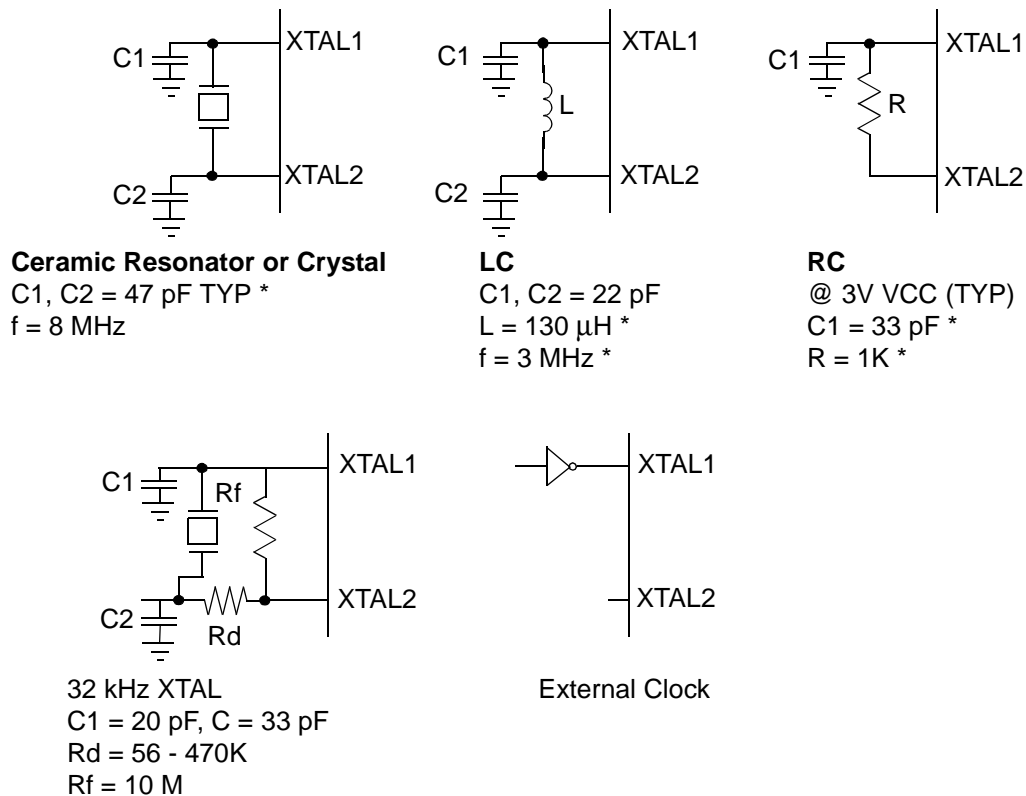 C1
XTAL1
C2
XTAL2
Ceramic Resonator or Crystal
C1, C2 = 47 pF TYP *
f = 8 MHz
C1
XTAL1
L
C2
XTAL2
LC
C1, C2 = 22 pF
L = 130 μH *
f = 3 MHz *
C1
XTAL1
R
XTAL2
RC
@ 3V VCC (TYP)
C1 = 33 pF *
R = 1K *
C1
XTAL1
Rf
C2
XTAL2
Rd
32 kHz XTAL
C1 = 20 pF, C = 33 pF
Rd = 56 - 470K
Rf = 10 M
XTAL1
XTAL2
External Clock